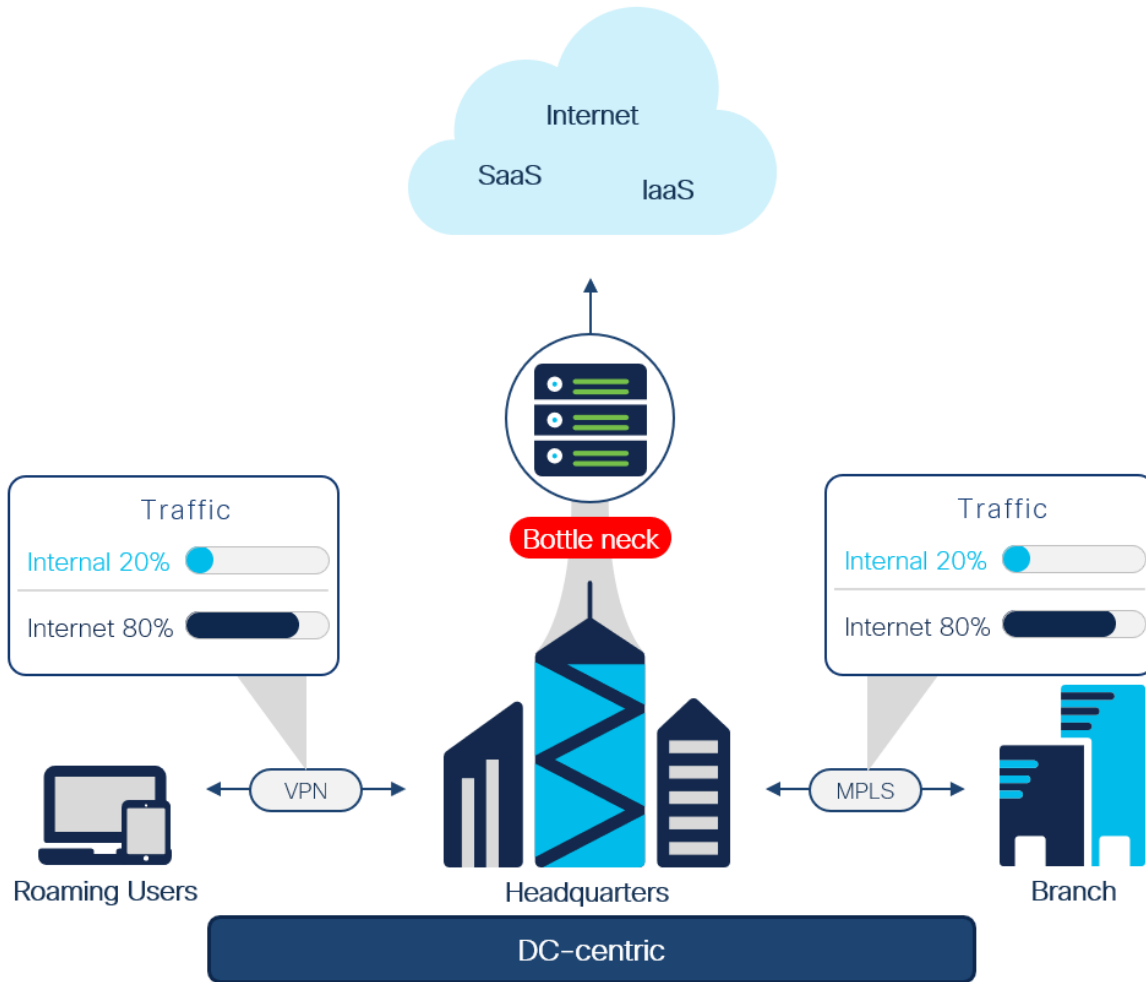 Internet
SaaS
IaaS
Traffic
Internal 20%
Internet 80%
Bottle neck
Traffic
Internal 20%
Internet 80%
VPN
MPLS
Roaming Users
Headquarters
Branch
DC-centric